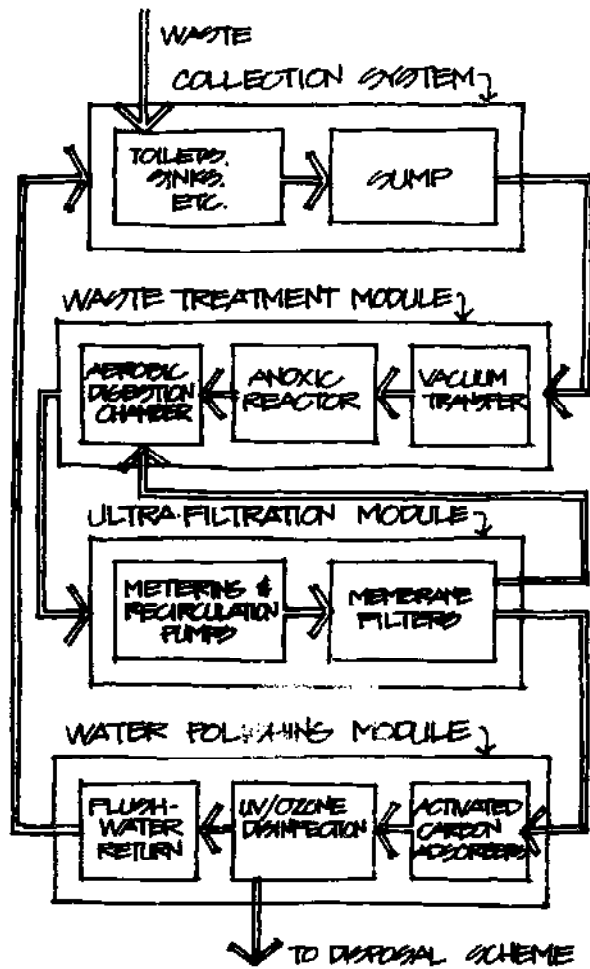 WASTE
COLLECTION SYSTEM
TOILETS,
SINKS,
ETC.
SUMP
WASTE TREATMENT MODULE
AEROBIC
DIGESTION
CHAMBER
ANOXIC
REACTOR
VACUUM
TRANSFER
ULTRA-FILTRATION MODULE
METERING &
RECIRCULATION
PUMPS
MEMBRANE
FILTERS
WATER POLISHING MODULE
FLUSH-
WATER
RETURN
UV/OZONE
DISINFECTION
ACTIVATED
CARBON
ADSORBERS
TO DISPOSAL SCHEME